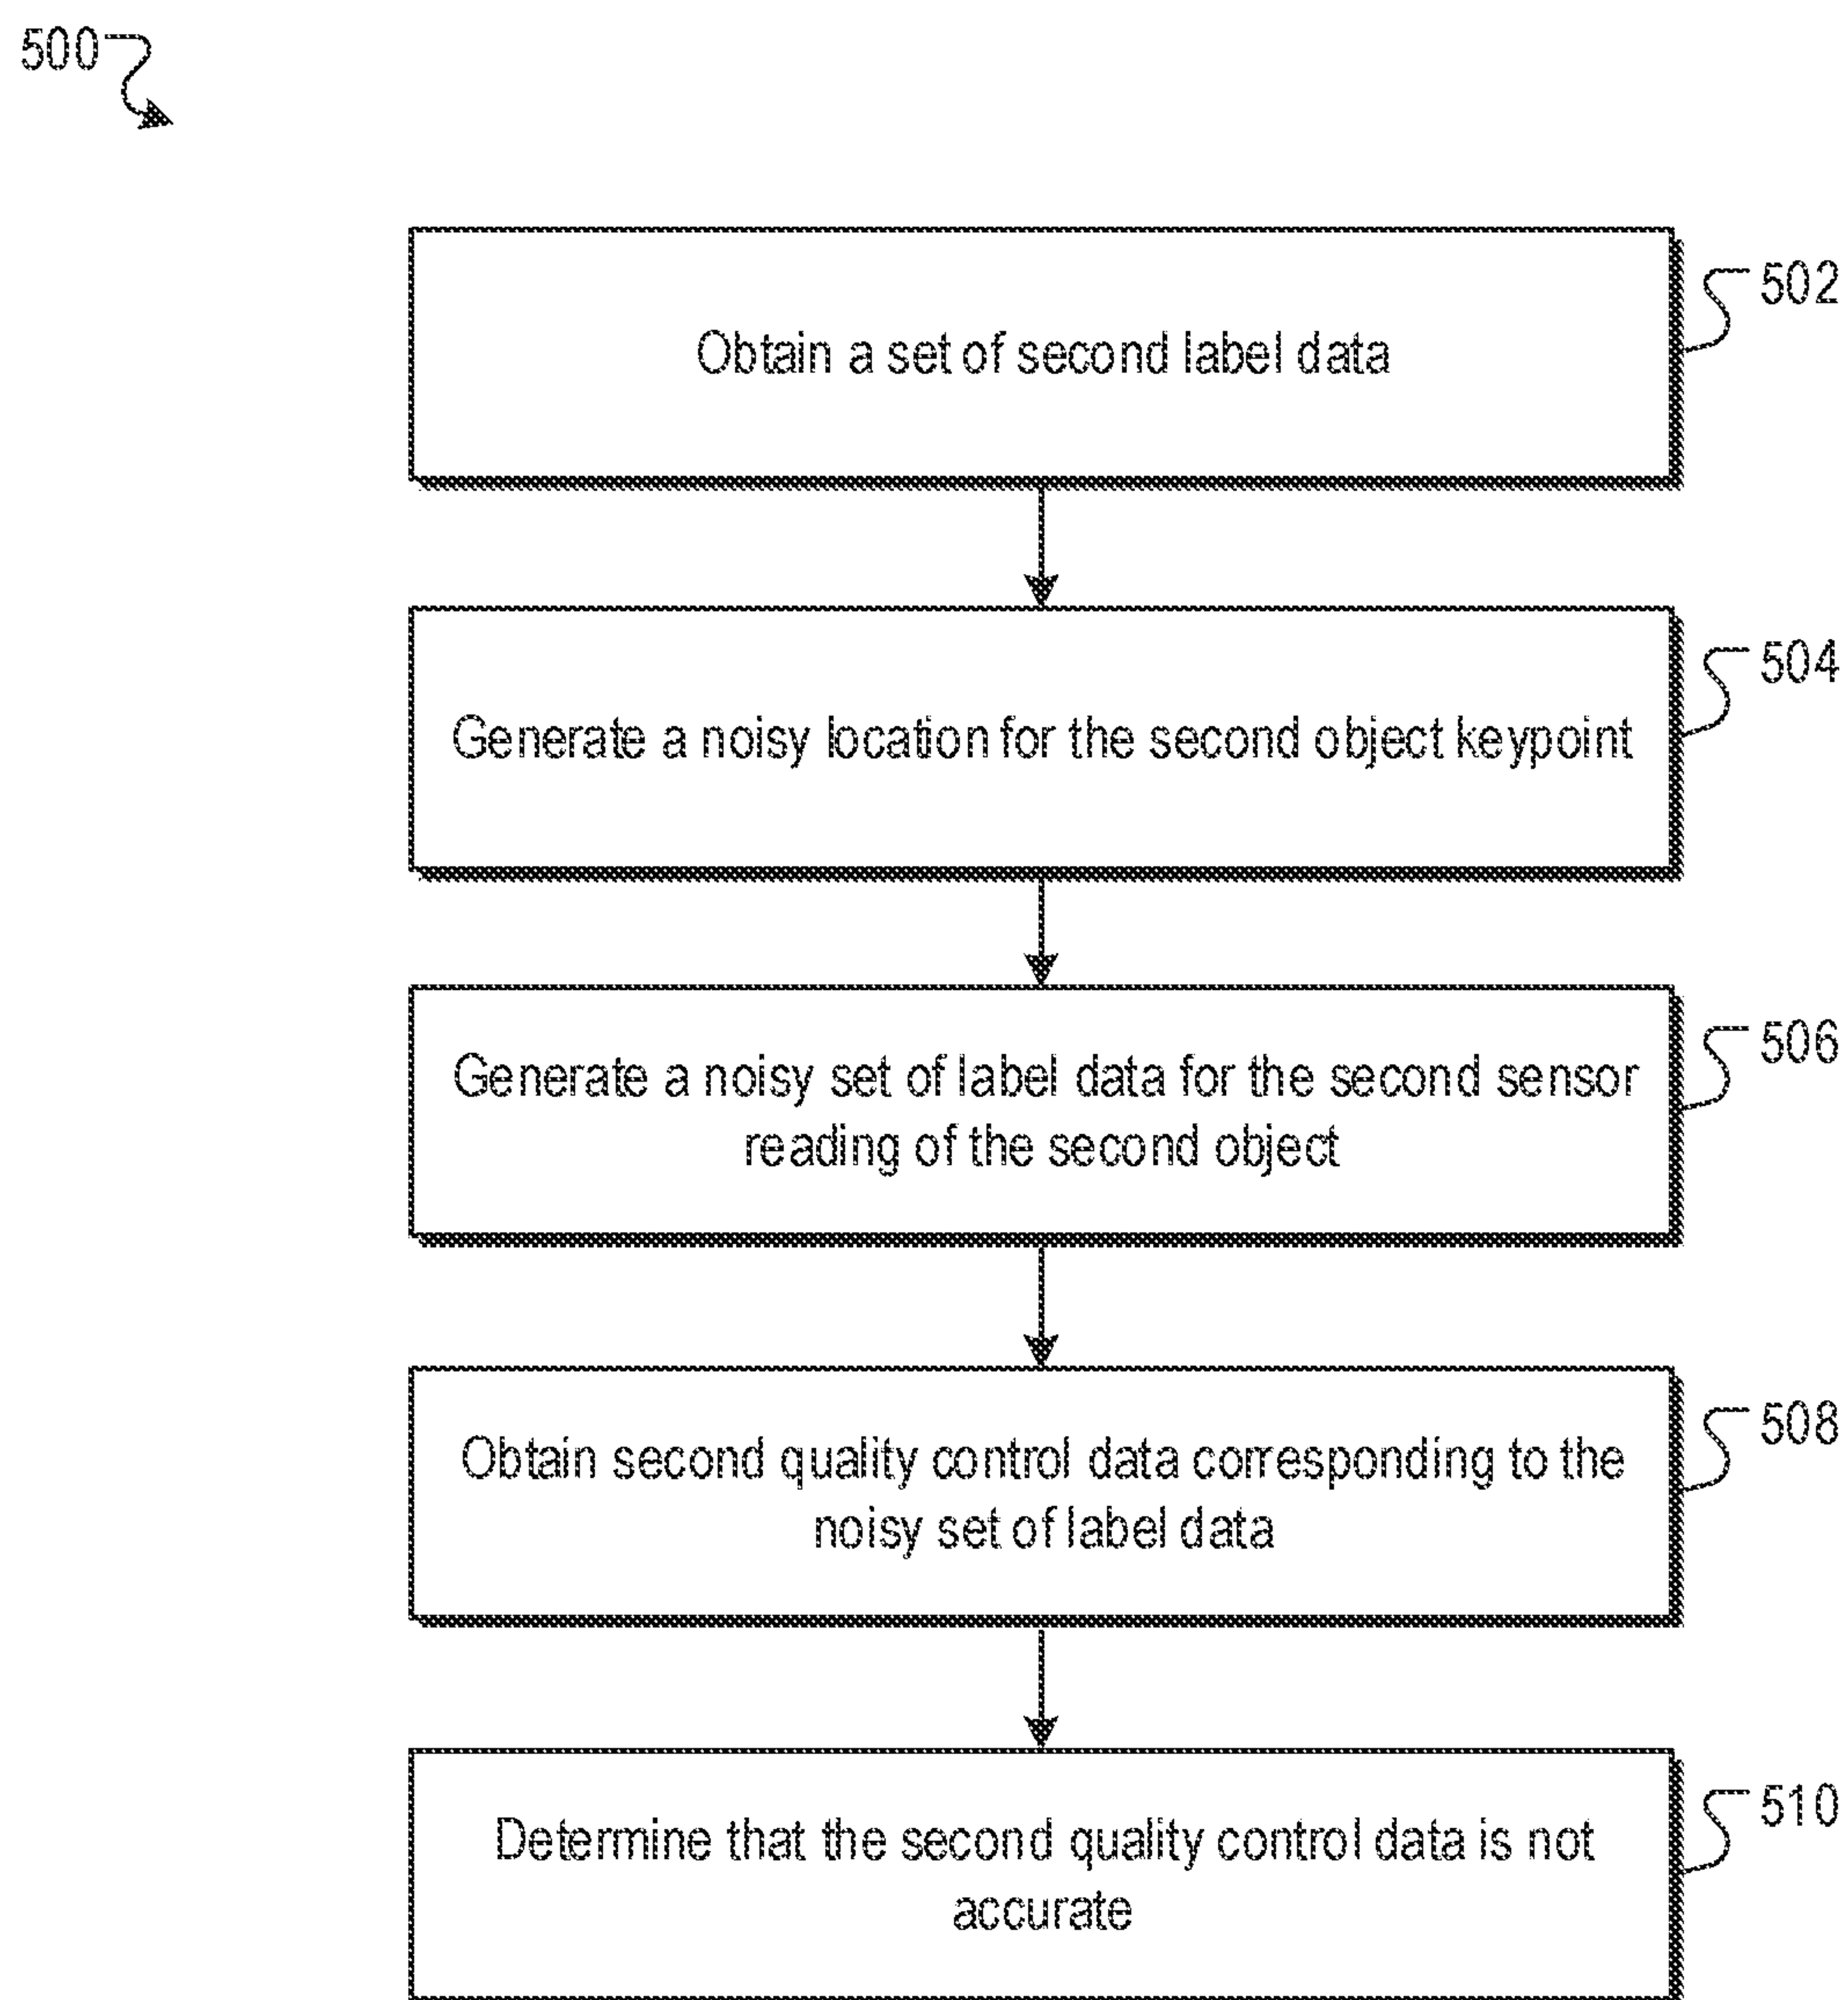 500
Obtain a set of second label data
502
Generate a noisy location for the second object keypoint
504
Generate a noisy set of label data for the second sensor
reading of the second object
506
Obtain second quality control data corresponding to the
noisy set of label data
508
Determine that the second quality control data is not
accurate
510